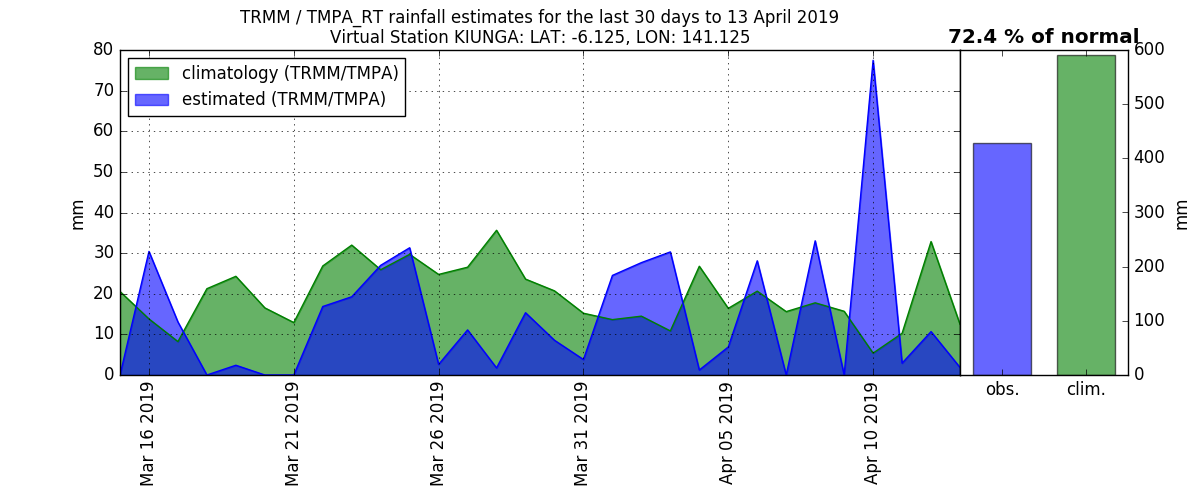 TRMM / TMPA_RT rainfall estimates for the last 30 days to 13 April 2019
Virtual Station KIUNGA: LAT: -6.125, LON: 141.125
72.4 % of normal
climatology (TRMM/TMPA)
estimated (TRMM/TMPA)
80
70
60
50
40
30
20
10
0
mm
Mar 16 2019
Mar 21 2019
Mar 26 2019
Mar 31 2019
Apr 05 2019
Apr 10 2019
obs.
clim.
600
500
400
300
200
100
0
mm